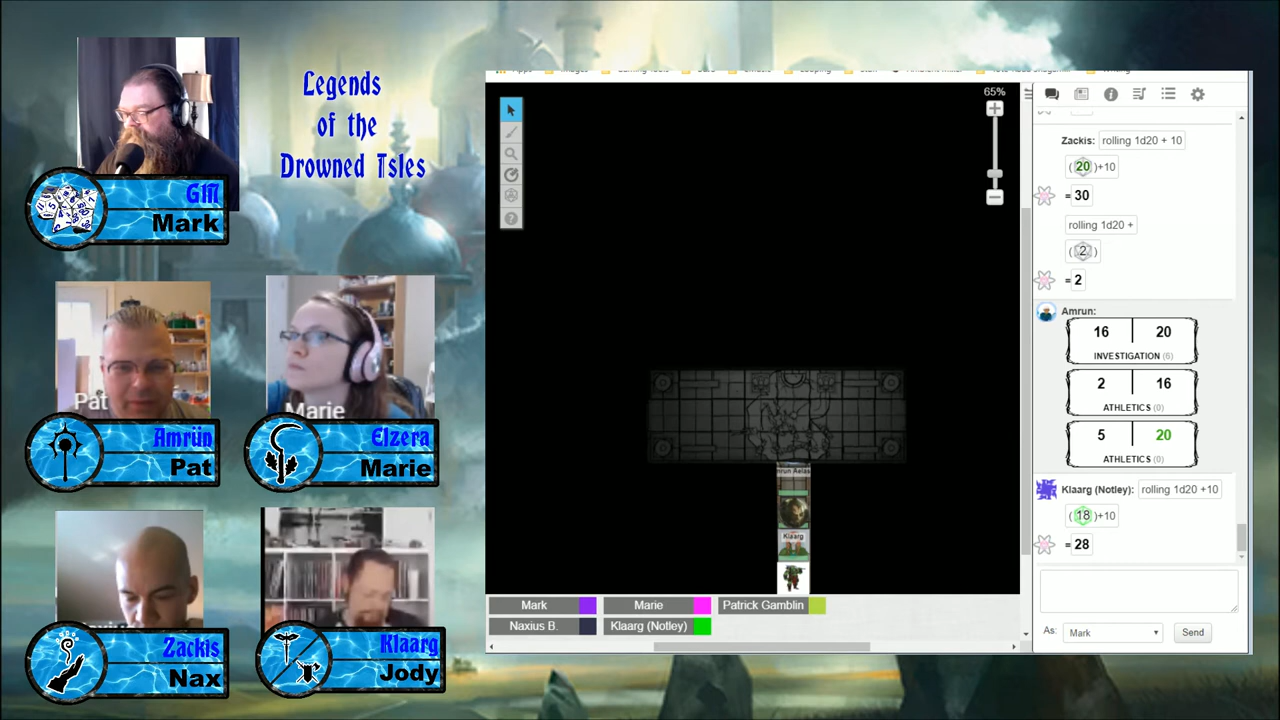 Legends
of the
Drowned Isles
GM
Mark
Pat
Amrün
Pat
Marie
Elzera
Marie
Zackis
Nax
Klaarg
Jody
65%
Klaarg
Mark
Marie
Patrick Gamblin
Naxius B.
Klaarg (Notley)
Zackis:
rolling 1d20 + 10
(20)+10
=30
rolling 1d20 +
(2)
=2
Amrun:
16 20
INVESTIGATION (6)
2 16
ATHLETICS (0)
5 20
ATHLETICS (0)
Klaarg (Notley):
rolling 1d20 +10
(18)+10
=28
As:
Mark
Send